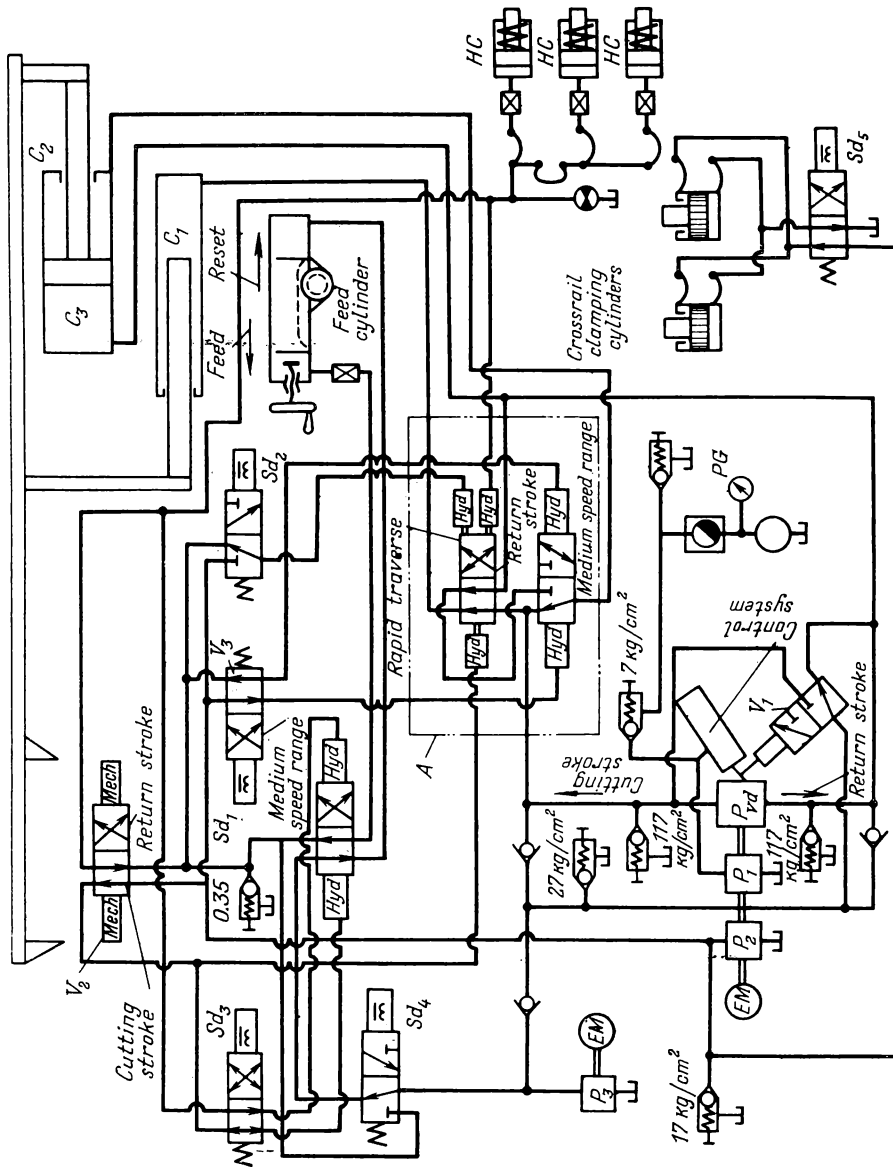 C₂
C₃
C₁
HC
HC
HC
Feed
Reset
Feed
cylinder
Crossrail
clamping
cylinders
Sd₅
Mech
Mech
V₂
Cutting
stroke
Return stroke
Sd₁
V₃
Sd₂
0.35
Medium
speed range
Hyd
Hyd
Sd₃
Sd₄
A
Rapid traverse
Hyd
Hyd
Hyd
Return
stroke
Hyd
Hyd
Medium speed range
PG
7 kg/cm²
Control
system
V₁
Cutting
stroke
Return stroke
27 kg/cm²
117
kg/cm²
117
kg/cm²
Pvd
P₁
P₂
EM
EM
P₃
17 kg/cm²